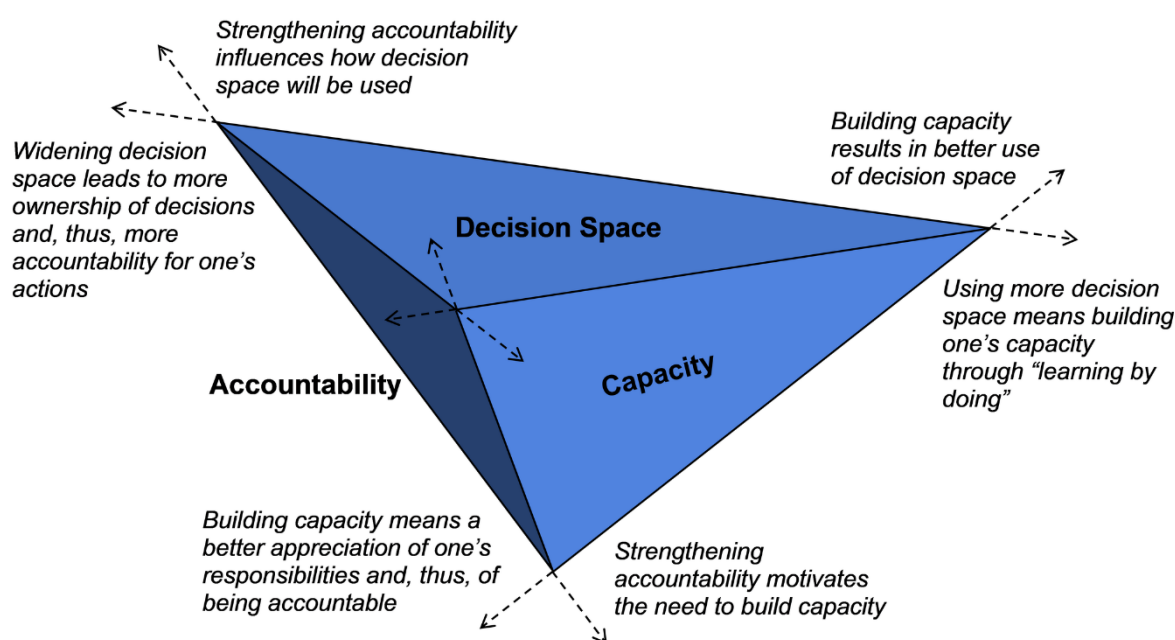 Strengthening accountability
influences how decision
space will be used
Widening decision
space leads to more
ownership of decisions
and, thus, more
accountability for one's
actions
Building capacity
results in better use
of decision space
Decision Space
Using more decision
space means building
one's capacity
through “learning by
doing”
Accountability
Capacity
Building capacity means a
better appreciation of one's
responsibilities and, thus, of
being accountable
Strengthening
accountability motivates
the need to build capacity